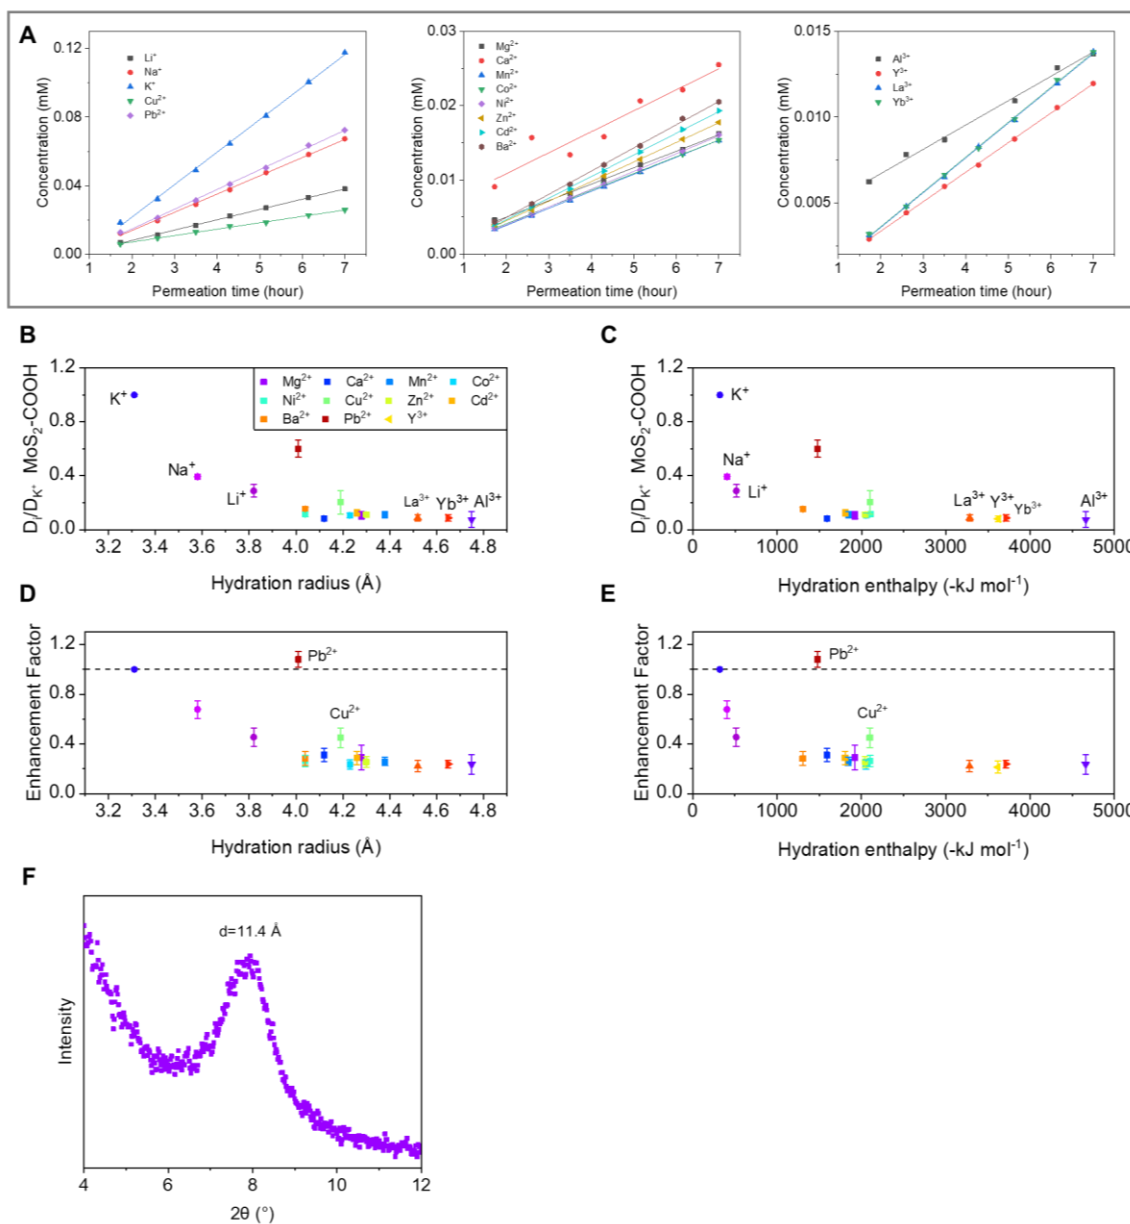 A
0.12
0.08
0.04
0.00
Concentration (mM)
Li⁺
Na⁺
K⁺
Cu²⁺
Pb²⁺
1 2 3 4 5 6 7
Permeation time (hour)
0.03
0.02
0.01
0.00
Concentration (mM)
Mg²⁺
Ca²⁺
Mn²⁺
Co²⁺
Ni²⁺
Zn²⁺
Cd²⁺
Ba²⁺
1 2 3 4 5 6 7
Permeation time (hour)
0.015
0.010
0.005
Concentration (mM)
Al³⁺
Y³⁺
La³⁺
Yb³⁺
1 2 3 4 5 6 7
Permeation time (hour)
B
1.2
0.8
0.4
0.0
Dᵢ/D_K⁺ MoS₂-COOH
K⁺
Na⁺
Li⁺
La³⁺ Yb³⁺ Al³⁺
Mg²⁺ Ca²⁺ Mn²⁺ Co²⁺
Ni²⁺ Cu²⁺ Zn²⁺ Cd²⁺
Ba²⁺ Pb²⁺ Y³⁺
3.2 3.4 3.6 3.8 4.0 4.2 4.4 4.6 4.8
Hydration radius (Å)
C
1.2
0.8
0.4
0.0
Dᵢ/D_K⁺ MoS₂-COOH
K⁺
Na⁺
Li⁺
La³⁺ Y³⁺ Yb³⁺ Al³⁺
0 1000 2000 3000 4000 5000
Hydration enthalpy (-kJ mol⁻¹)
D
1.2
0.8
0.4
0.0
Enhancement Factor
Pb²⁺
Cu²⁺
3.2 3.4 3.6 3.8 4.0 4.2 4.4 4.6 4.8
Hydration radius (Å)
E
1.2
0.8
0.4
0.0
Enhancement Factor
Pb²⁺
Cu²⁺
0 1000 2000 3000 4000 5000
Hydration enthalpy (-kJ mol⁻¹)
F
d=11.4 Å
Intensity
4 6 8 10 12
2θ (°)